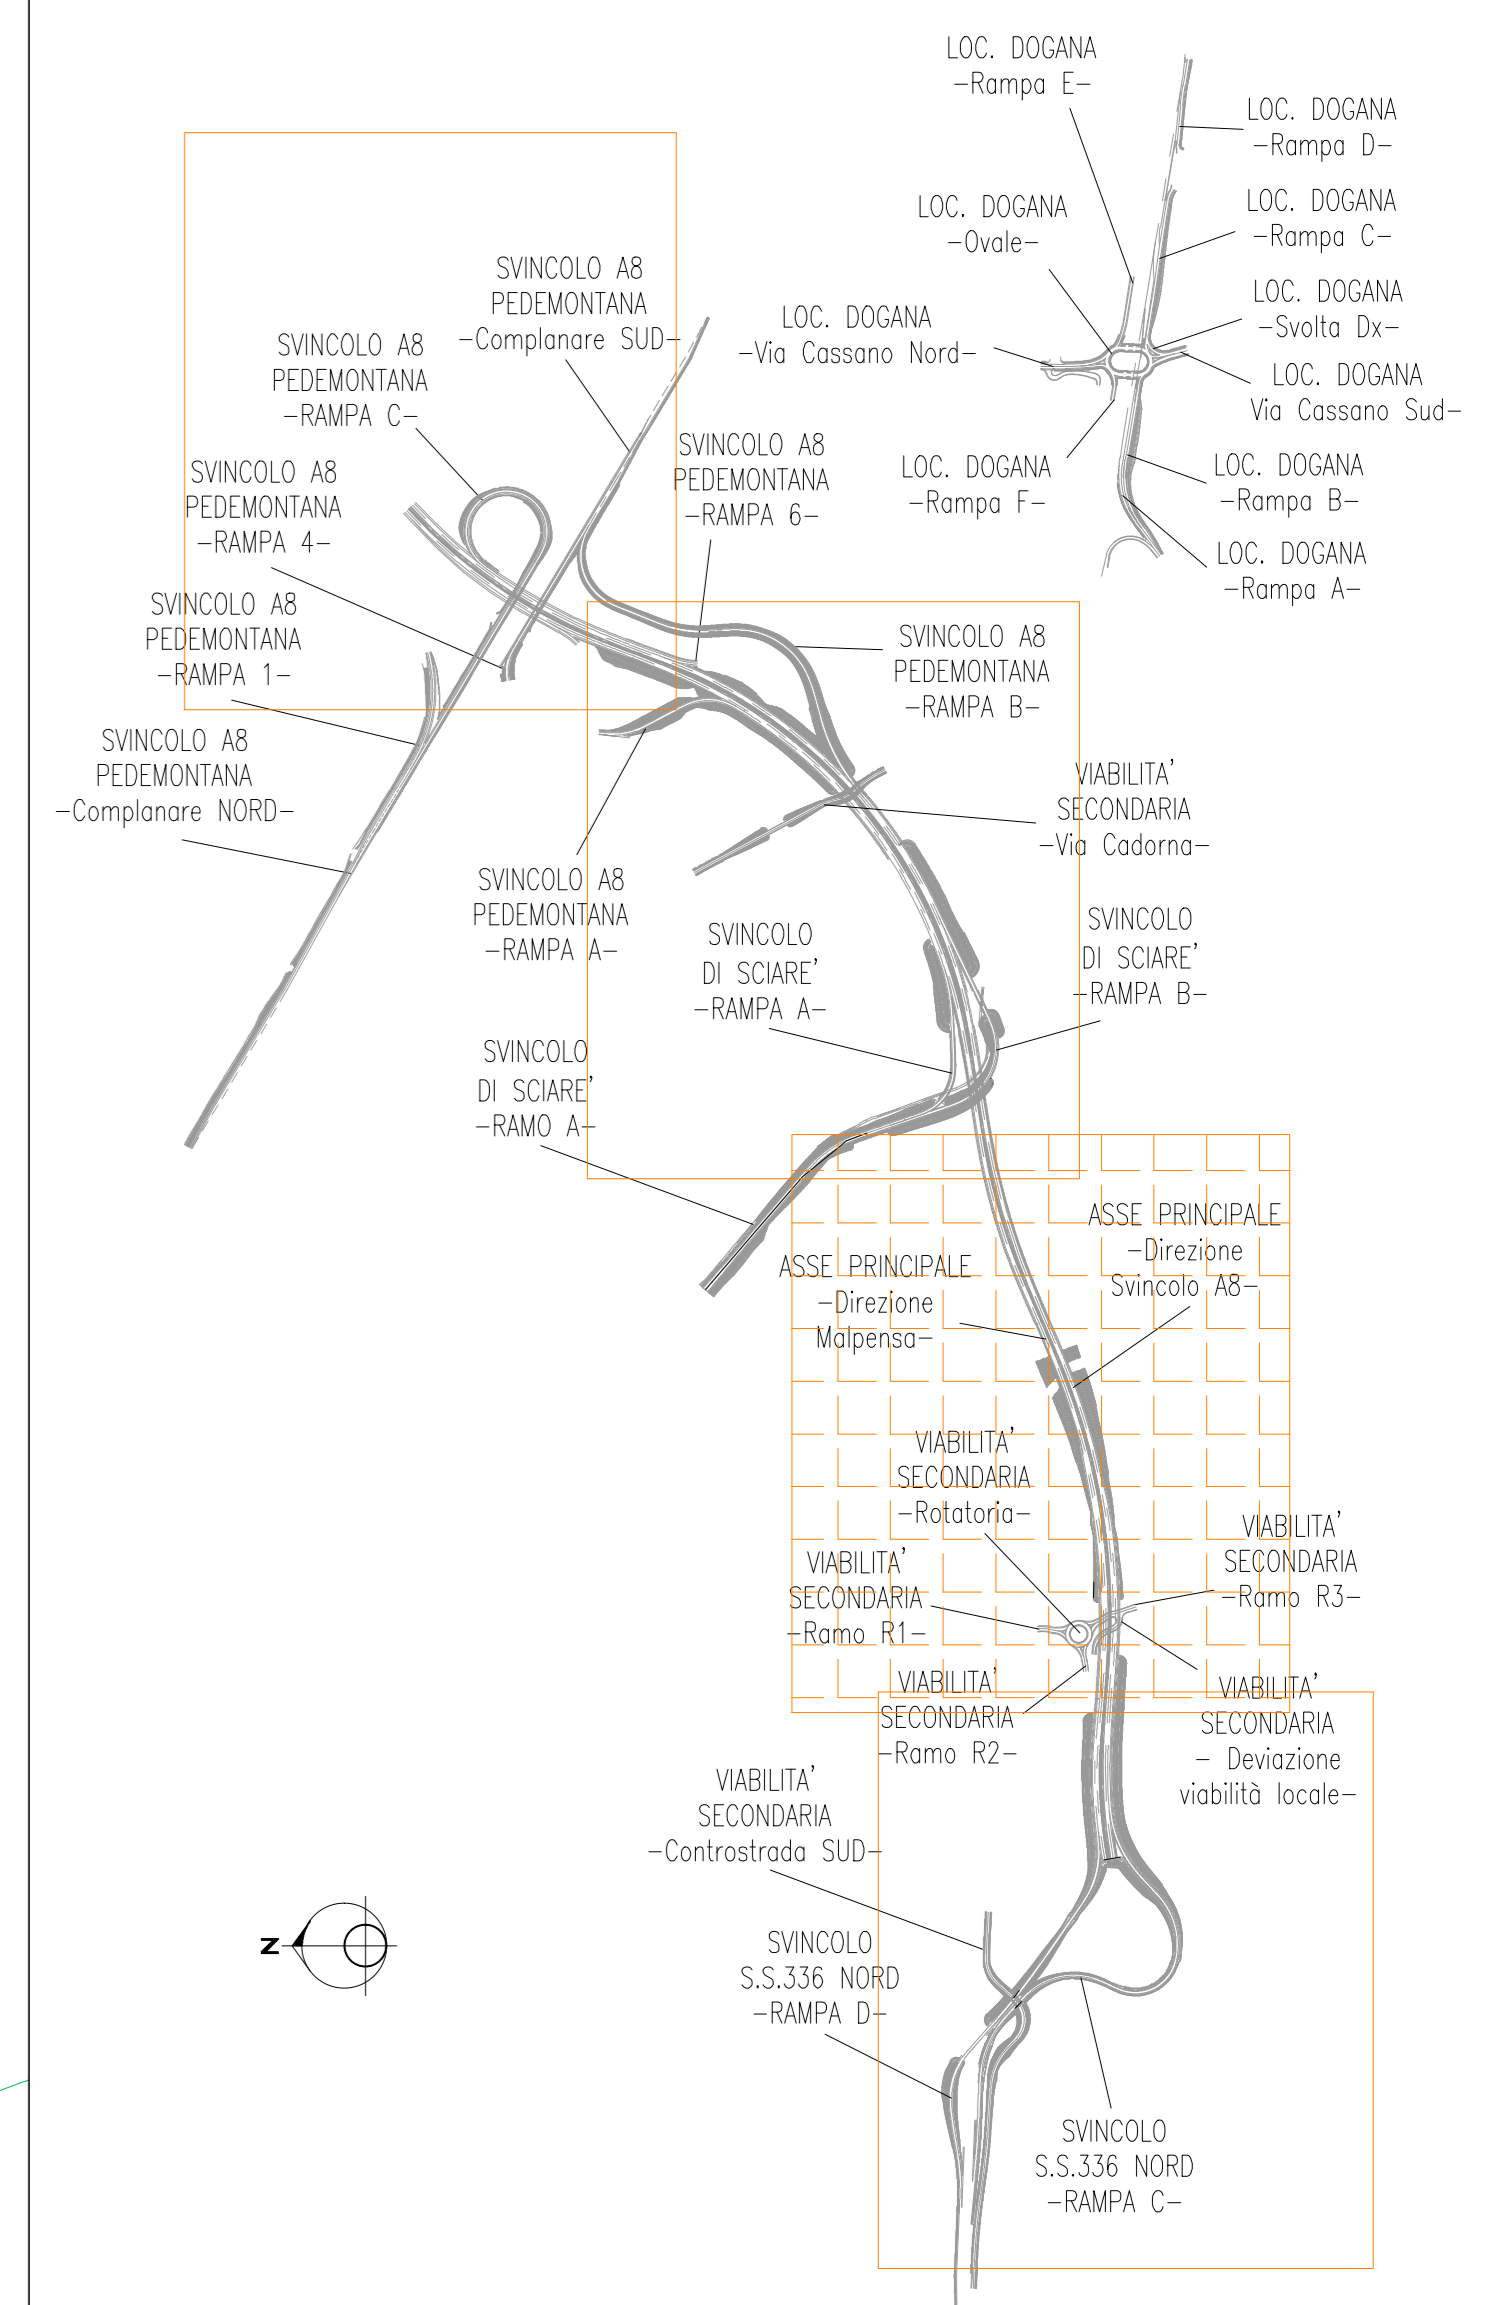 LOC. DOGANA
-Rampa E-
LOC. DOGANA
-Rampa D-
LOC. DOGANA
-Ovale-
LOC. DOGANA
-Rampa C-
SVINCOLO A8
PEDEMONTANA
-Complanare SUD-
LOC. DOGANA
-Via Cassano Nord-
LOC. DOGANA
-Svolta Dx-
SVINCOLO A8
PEDEMONTANA
-RAMPA C-
LOC. DOGANA
Via Cassano Sud-
SVINCOLO A8
PEDEMONTANA
-RAMPA 4-
SVINCOLO A8
PEDEMONTANA
-RAMPA 6-
LOC. DOGANA
-Rampa F-
LOC. DOGANA
-Rampa B-
LOC. DOGANA
-Rampa A-
SVINCOLO A8
PEDEMONTANA
-RAMPA 1-
SVINCOLO A8
PEDEMONTANA
-RAMPA B-
SVINCOLO A8
PEDEMONTANA
-Complanare NORD-
VIABILITA'
SECONDARIA
-Via Cadorna-
SVINCOLO A8
PEDEMONTANA
-RAMPA A-
SVINCOLO
DI SCIARE'
-RAMPA A-
SVINCOLO
DI SCIARE'
-RAMPA B-
SVINCOLO
DI SCIARE'
-RAMO A-
ASSE PRINCIPALE
-Direzione
Svincolo A8-
ASSE PRINCIPALE
-Direzione
Malpensa-
VIABILITA'
SECONDARIA
-Rotatoria-
VIABILITA'
SECONDARIA
-Ramo R3-
VIABILITA'
SECONDARIA
-Ramo R1-
VIABILITA'
SECONDARIA
-Ramo R2-
VIABILITA'
SECONDARIA
- Deviazione
viabilità locale-
VIABILITA'
SECONDARIA
-Controstrada SUD-
N
SVINCOLO
S.S.336 NORD
-RAMPA D-
SVINCOLO
S.S.336 NORD
-RAMPA C-